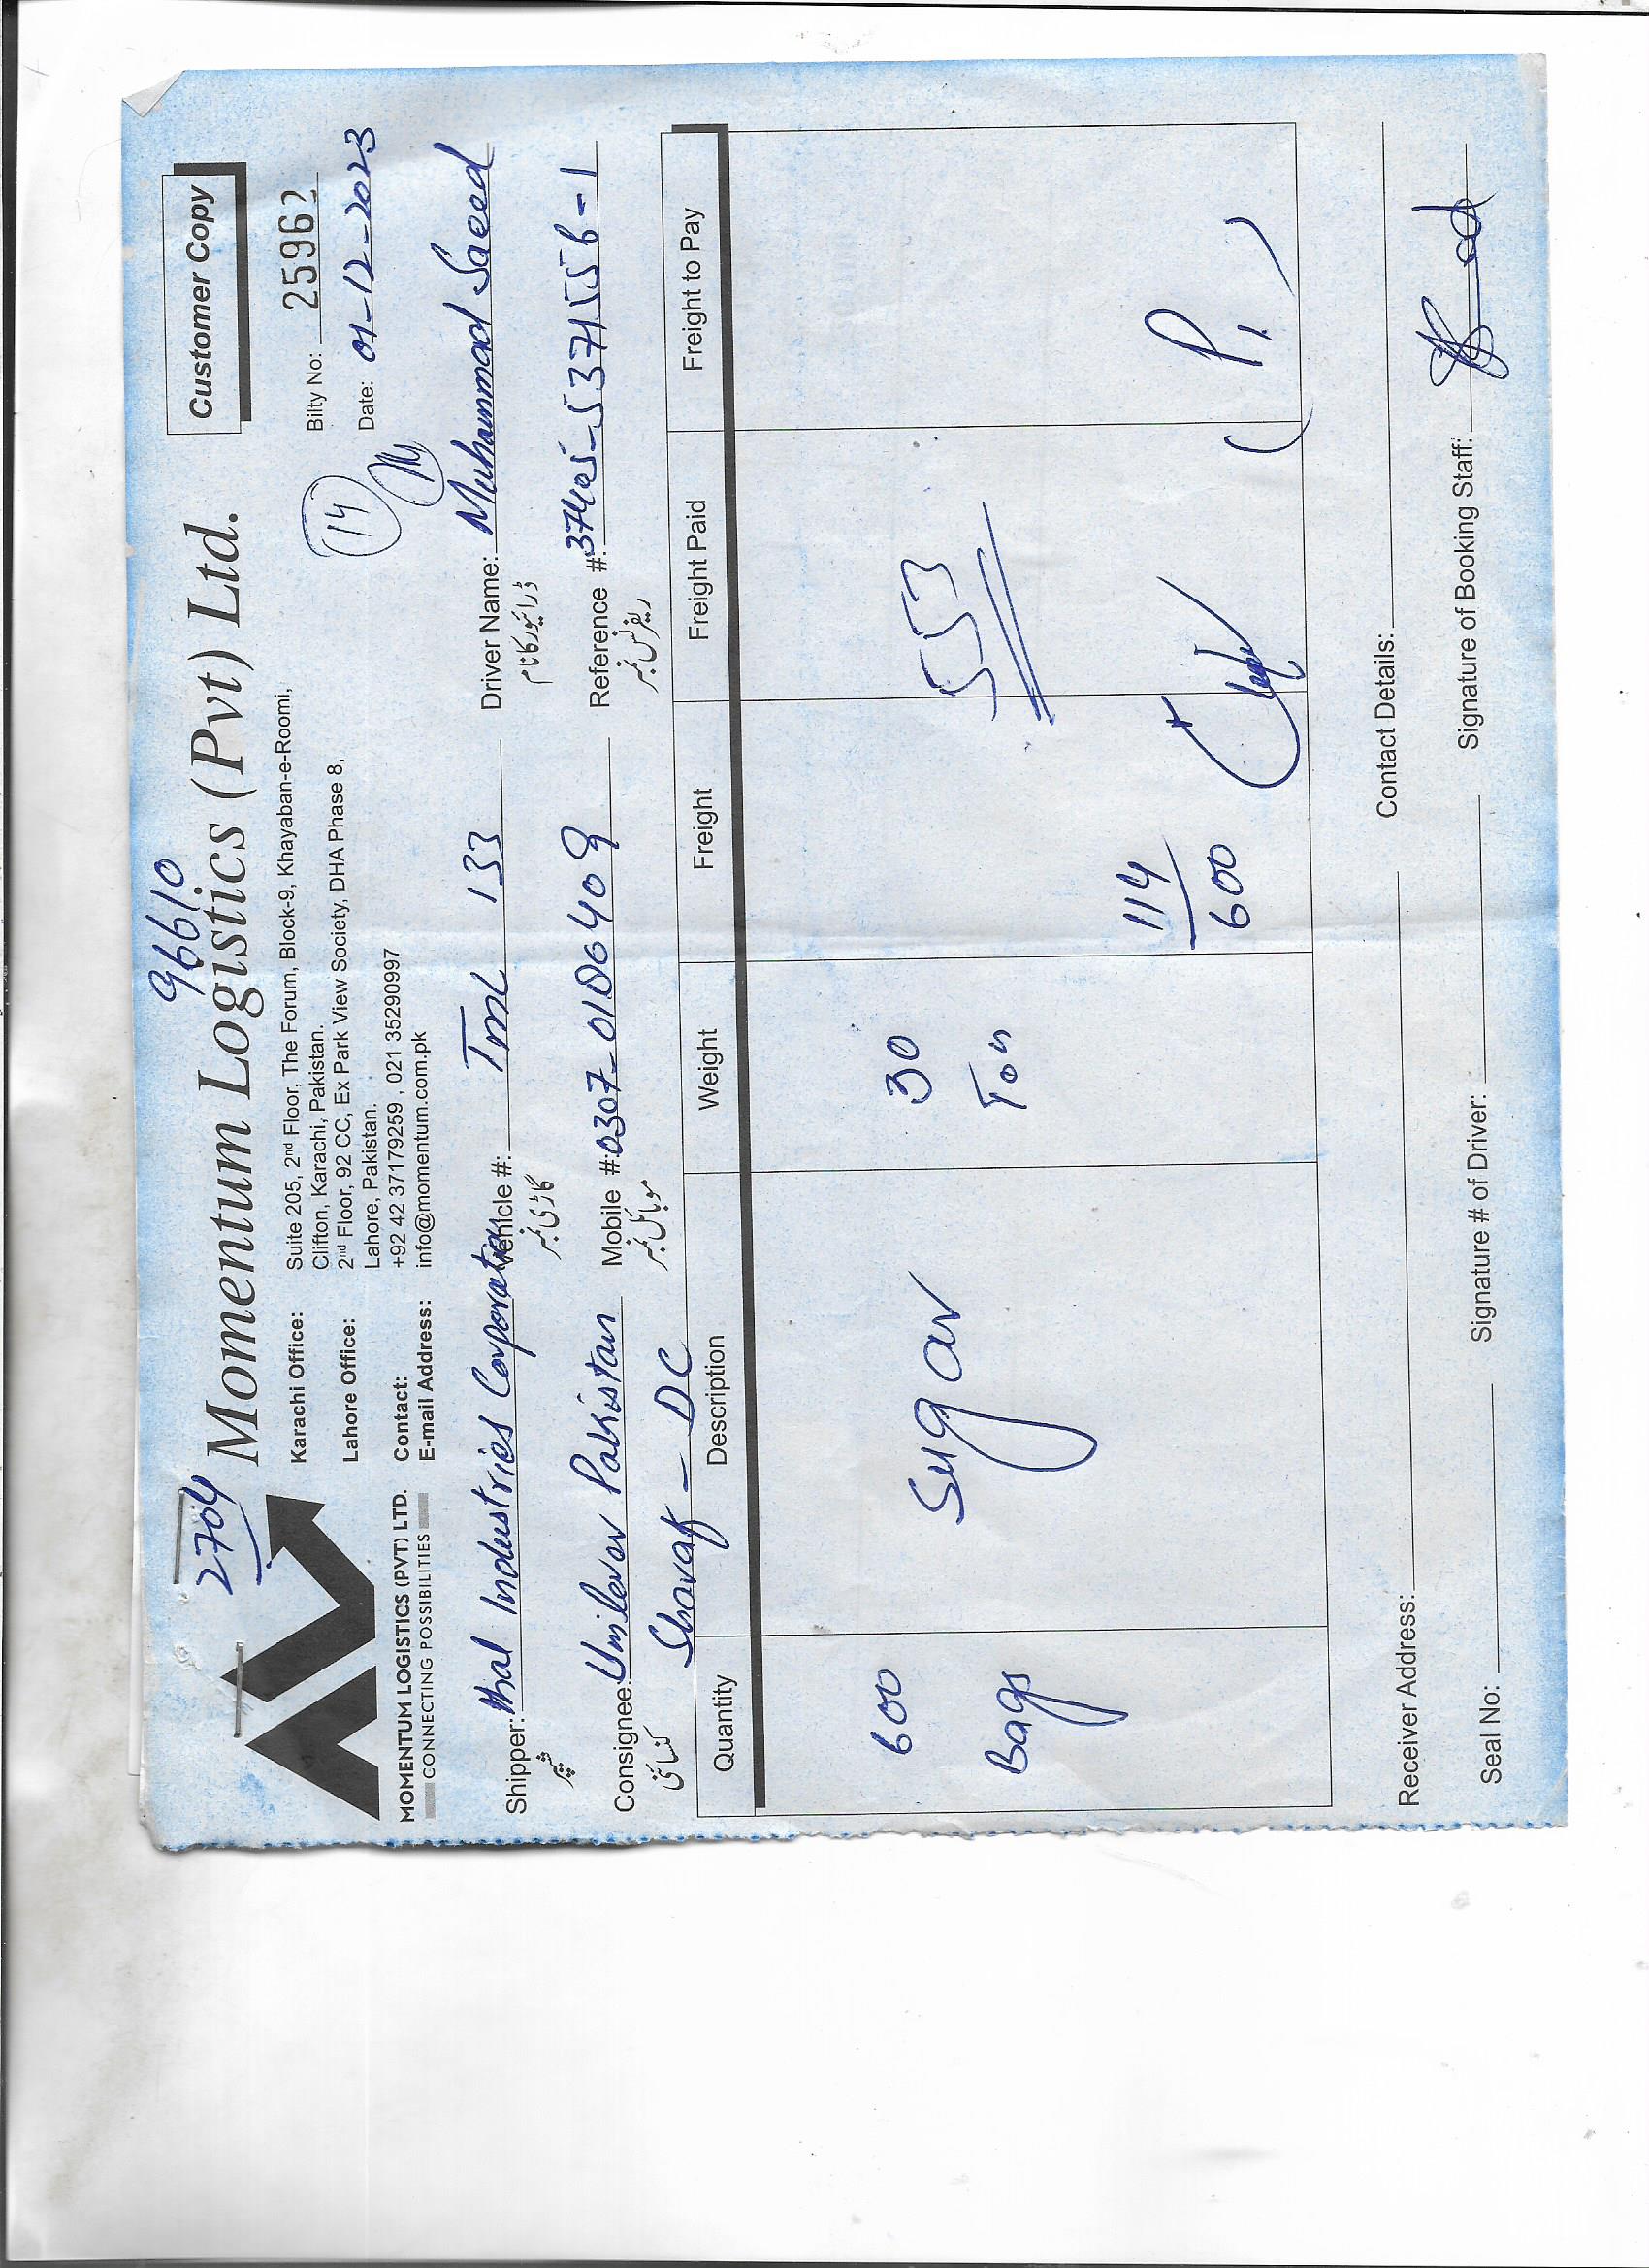 2704
96610
Momentum Logistics (Pvt) Ltd.
Customer Copy
MOMENTUM LOGISTICS (PVT) LTD.
CONNECTING POSSIBILITIES
Karachi Office: Suite 205, 2nd Floor, The Forum, Block-9, Khayaban-e-Roomi,
Clifton, Karachi, Pakistan.
Lahore Office: 2nd Floor, 92 CC, Ex Park View Society, DHA Phase 8,
Lahore, Pakistan.
Contact: +92 42 37179259 , 021 35290997
E-mail Address: info@momentum.com.pk
14
Bilty No: 25962
Date: 01-12-2023
Shipper: thal Industries Corporation
شپر
Vehicle #: TML 133
گاڑی نمبر
Driver Name: Muhammad Saeed
ڈرائیور کا نام
Consignee: Unilever Pakistan
کنسائنی
Sharaf - DC
Mobile #: 0307-01806409
موبائل نمبر
Reference #: 37405-5371556-1
ریفرنس نمبر
Quantity Description Weight Freight Freight Paid Freight to Pay
600 Sugar 30 553
Bags Ton
114
600
Receiver Address: Contact Details:
Seal No: Signature # of Driver: Signature of Booking Staff: